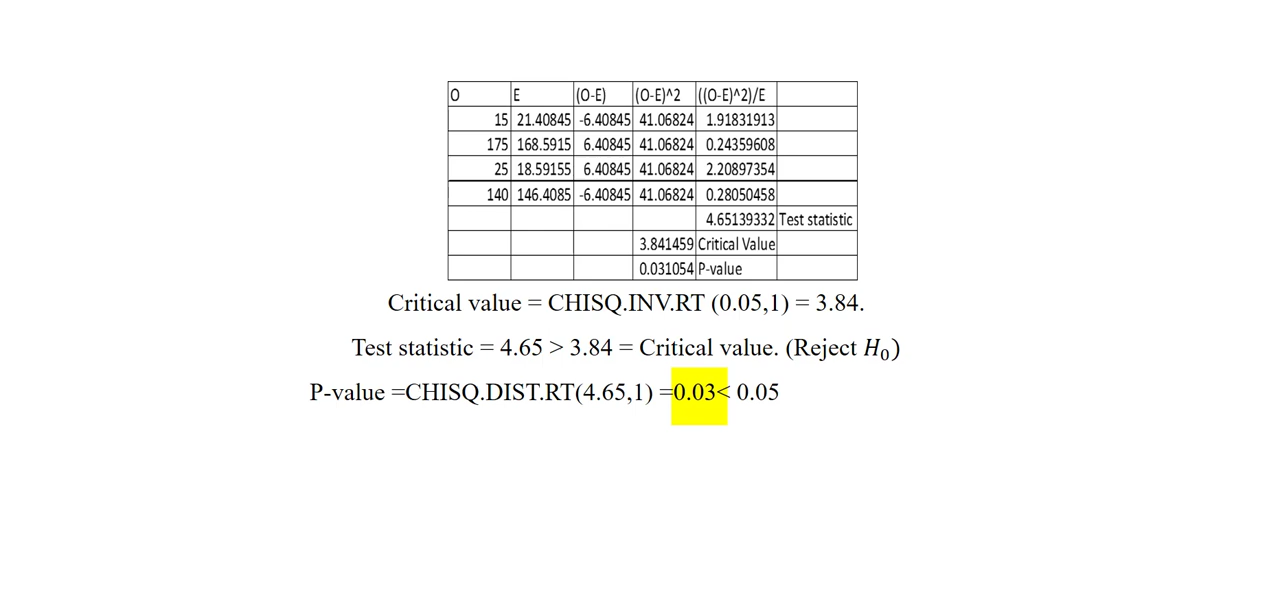 O E (O-E) (O-E)^2 ((O-E)^2)/E
15 21.40845 -6.40845 41.06824 1.91831913
175 168.5915 6.40845 41.06824 0.24359608
25 18.59155 6.40845 41.06824 2.20897354
140 146.4085 -6.40845 41.06824 0.28050458
4.65139332 Test statistic
3.841459 Critical Value
0.031054 P-value
Critical value = CHISQ.INV.RT (0.05,1) = 3.84.
Test statistic = 4.65 > 3.84 = Critical value. (Reject H₀)
P-value =CHISQ.DIST.RT(4.65,1) =0.03< 0.05